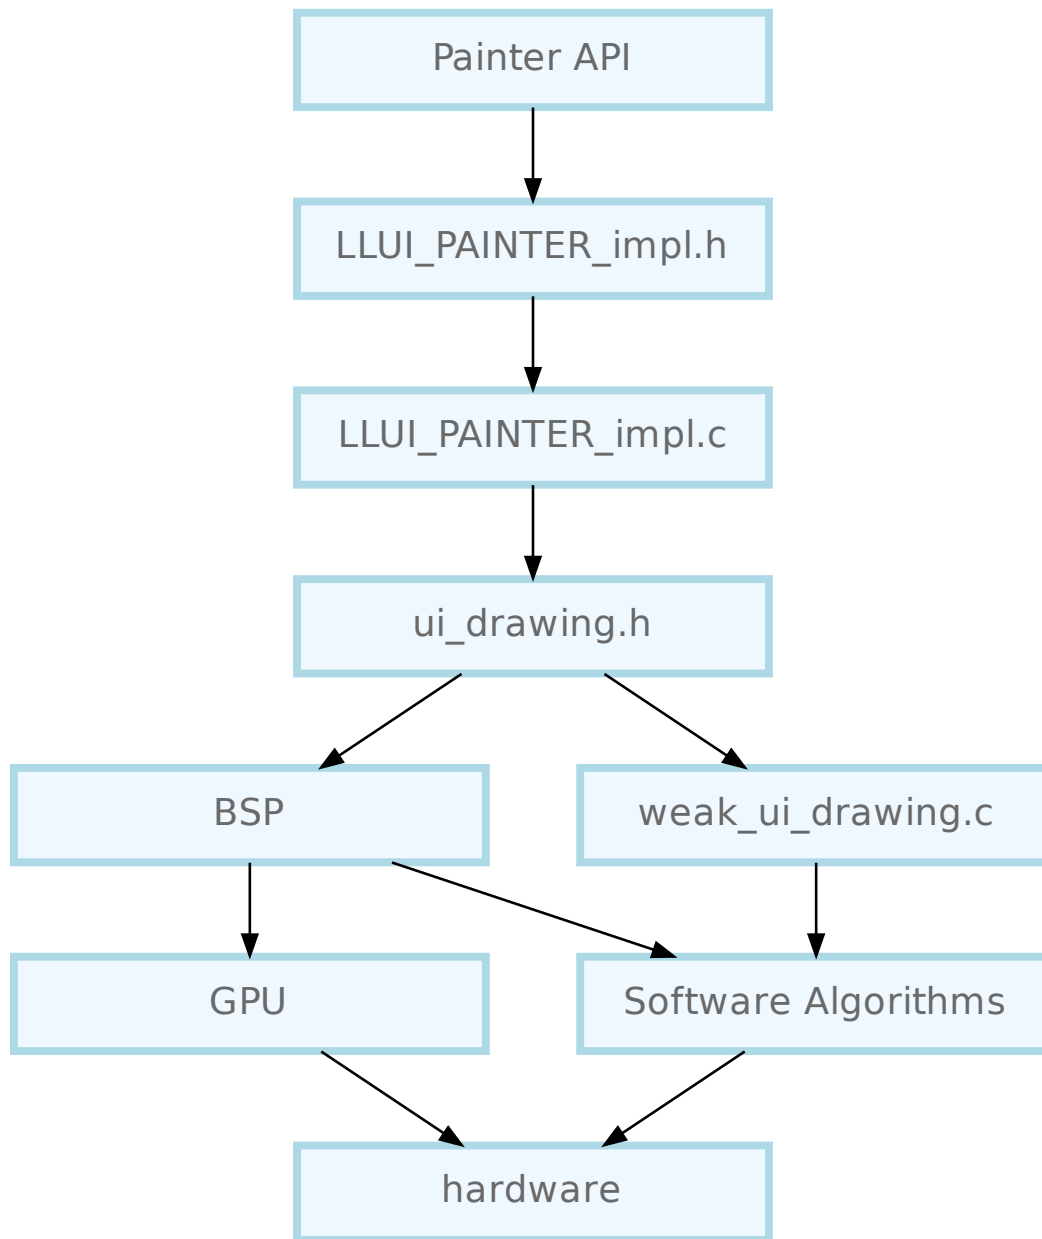 Painter API
LLUI_PAINTER_impl.h
LLUI_PAINTER_impl.c
ui_drawing.h
BSP
weak_ui_drawing.c
GPU
Software Algorithms
hardware